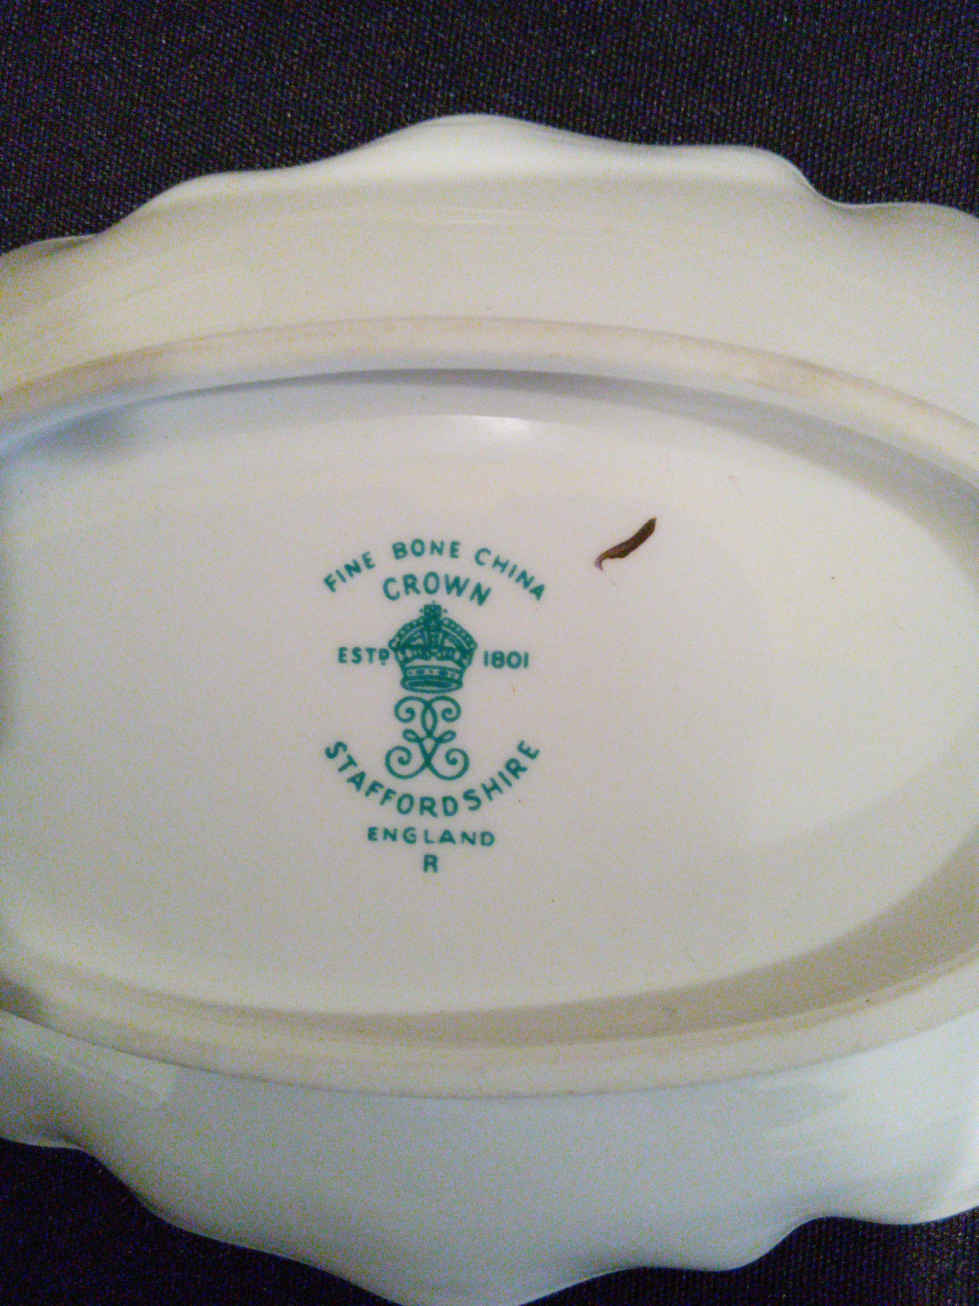 FINE BONE CHINA
CROWN
ESTD 1801
STAFFORDSHIRE
ENGLAND
R